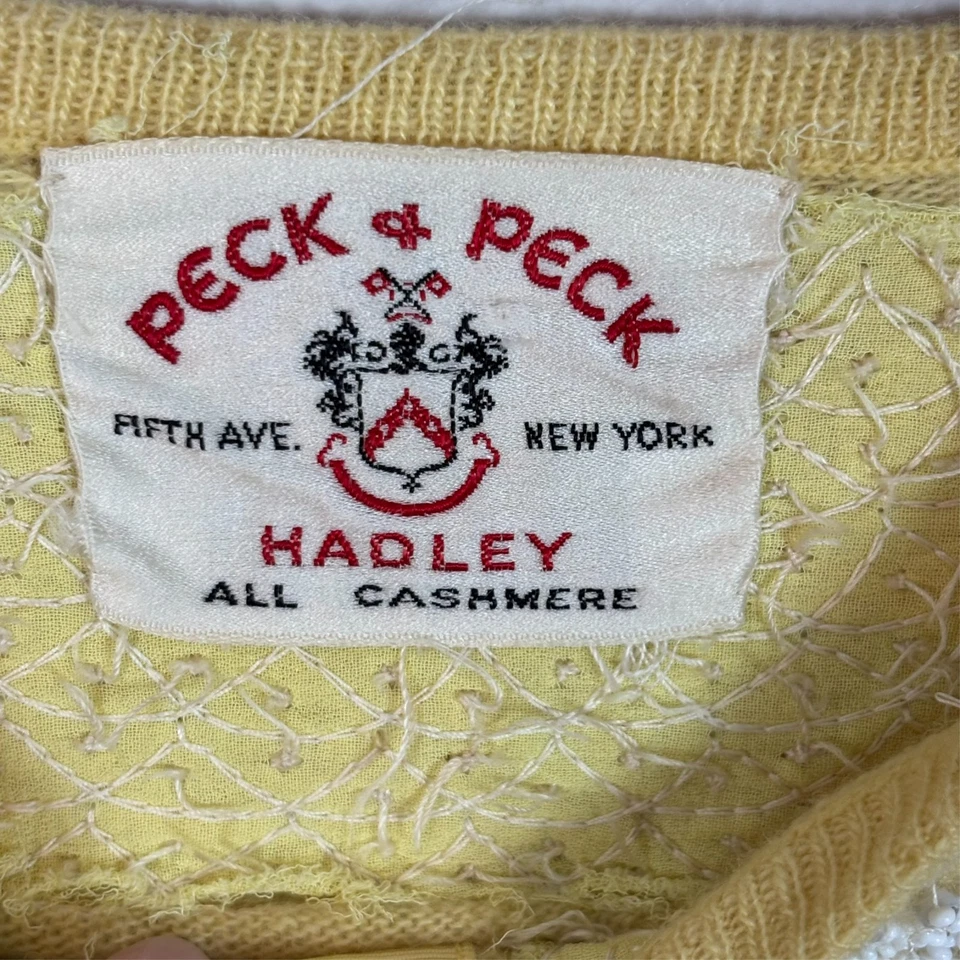 PECK & PECK
FIFTH AVE. NEW YORK
HADLEY
ALL CASHMERE